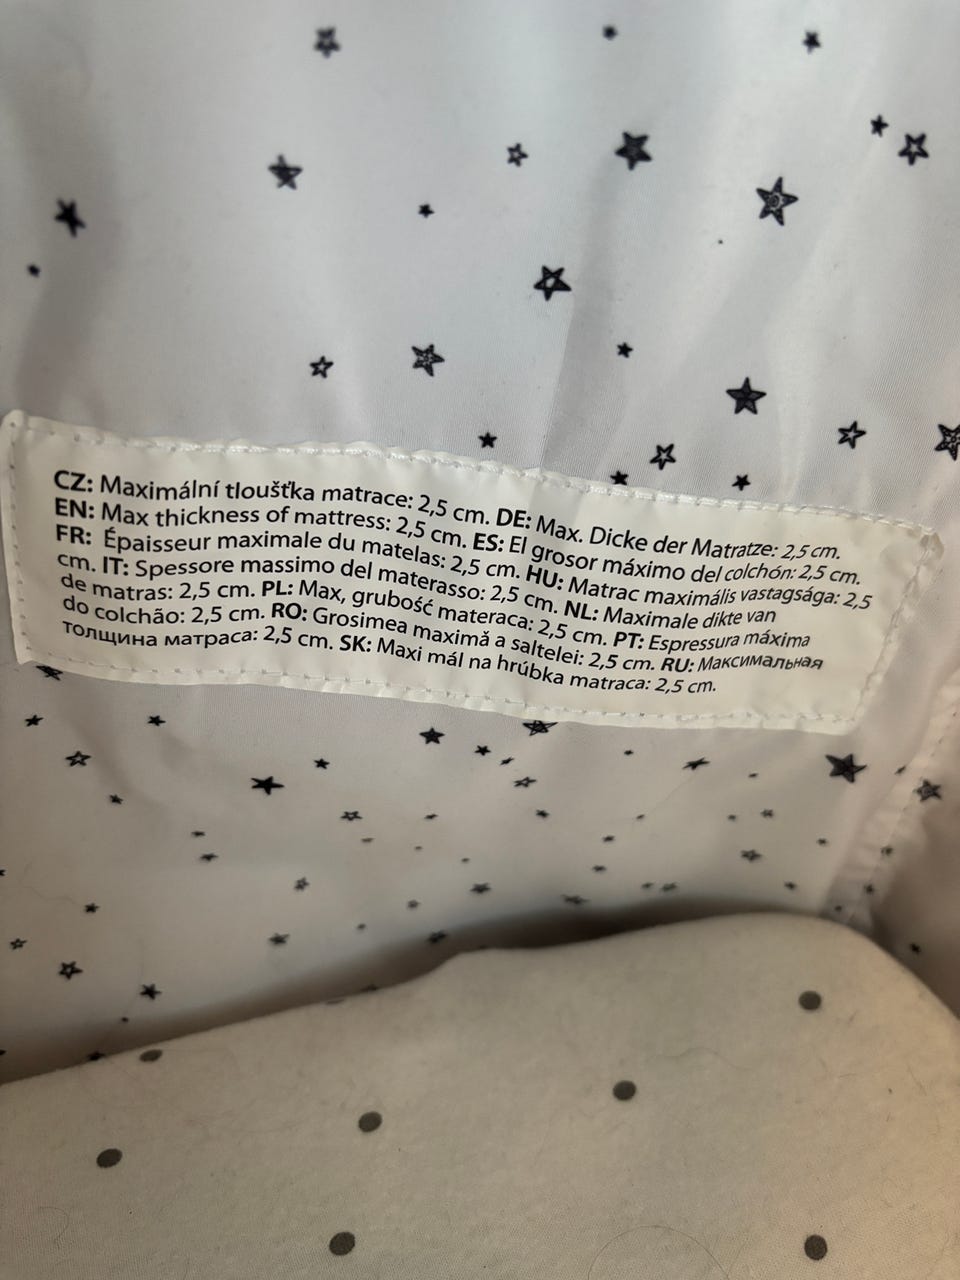 CZ: Maximální tloušťka matrace: 2,5 cm. DE: Max. Dicke der Matratze: 2,5 cm.
EN: Max thickness of mattress: 2,5 cm. ES: El grosor máximo del colchón: 2,5 cm.
FR: Épaisseur maximale du matelas: 2,5 cm. HU: Matrac maximális vastagsága: 2,5
cm. IT: Spessore massimo del materasso: 2,5 cm. NL: Maximale dikte van
de matras: 2,5 cm. PL: Max, grubość materaca: 2,5 cm. PT: Espressura máxima
do colchão: 2,5 cm. RO: Grosimea maximă a saltelei: 2,5 cm. RU: Максимальная
толщина матраса: 2,5 cm. SK: Maxi mál na hrúbka matraca: 2,5 cm.